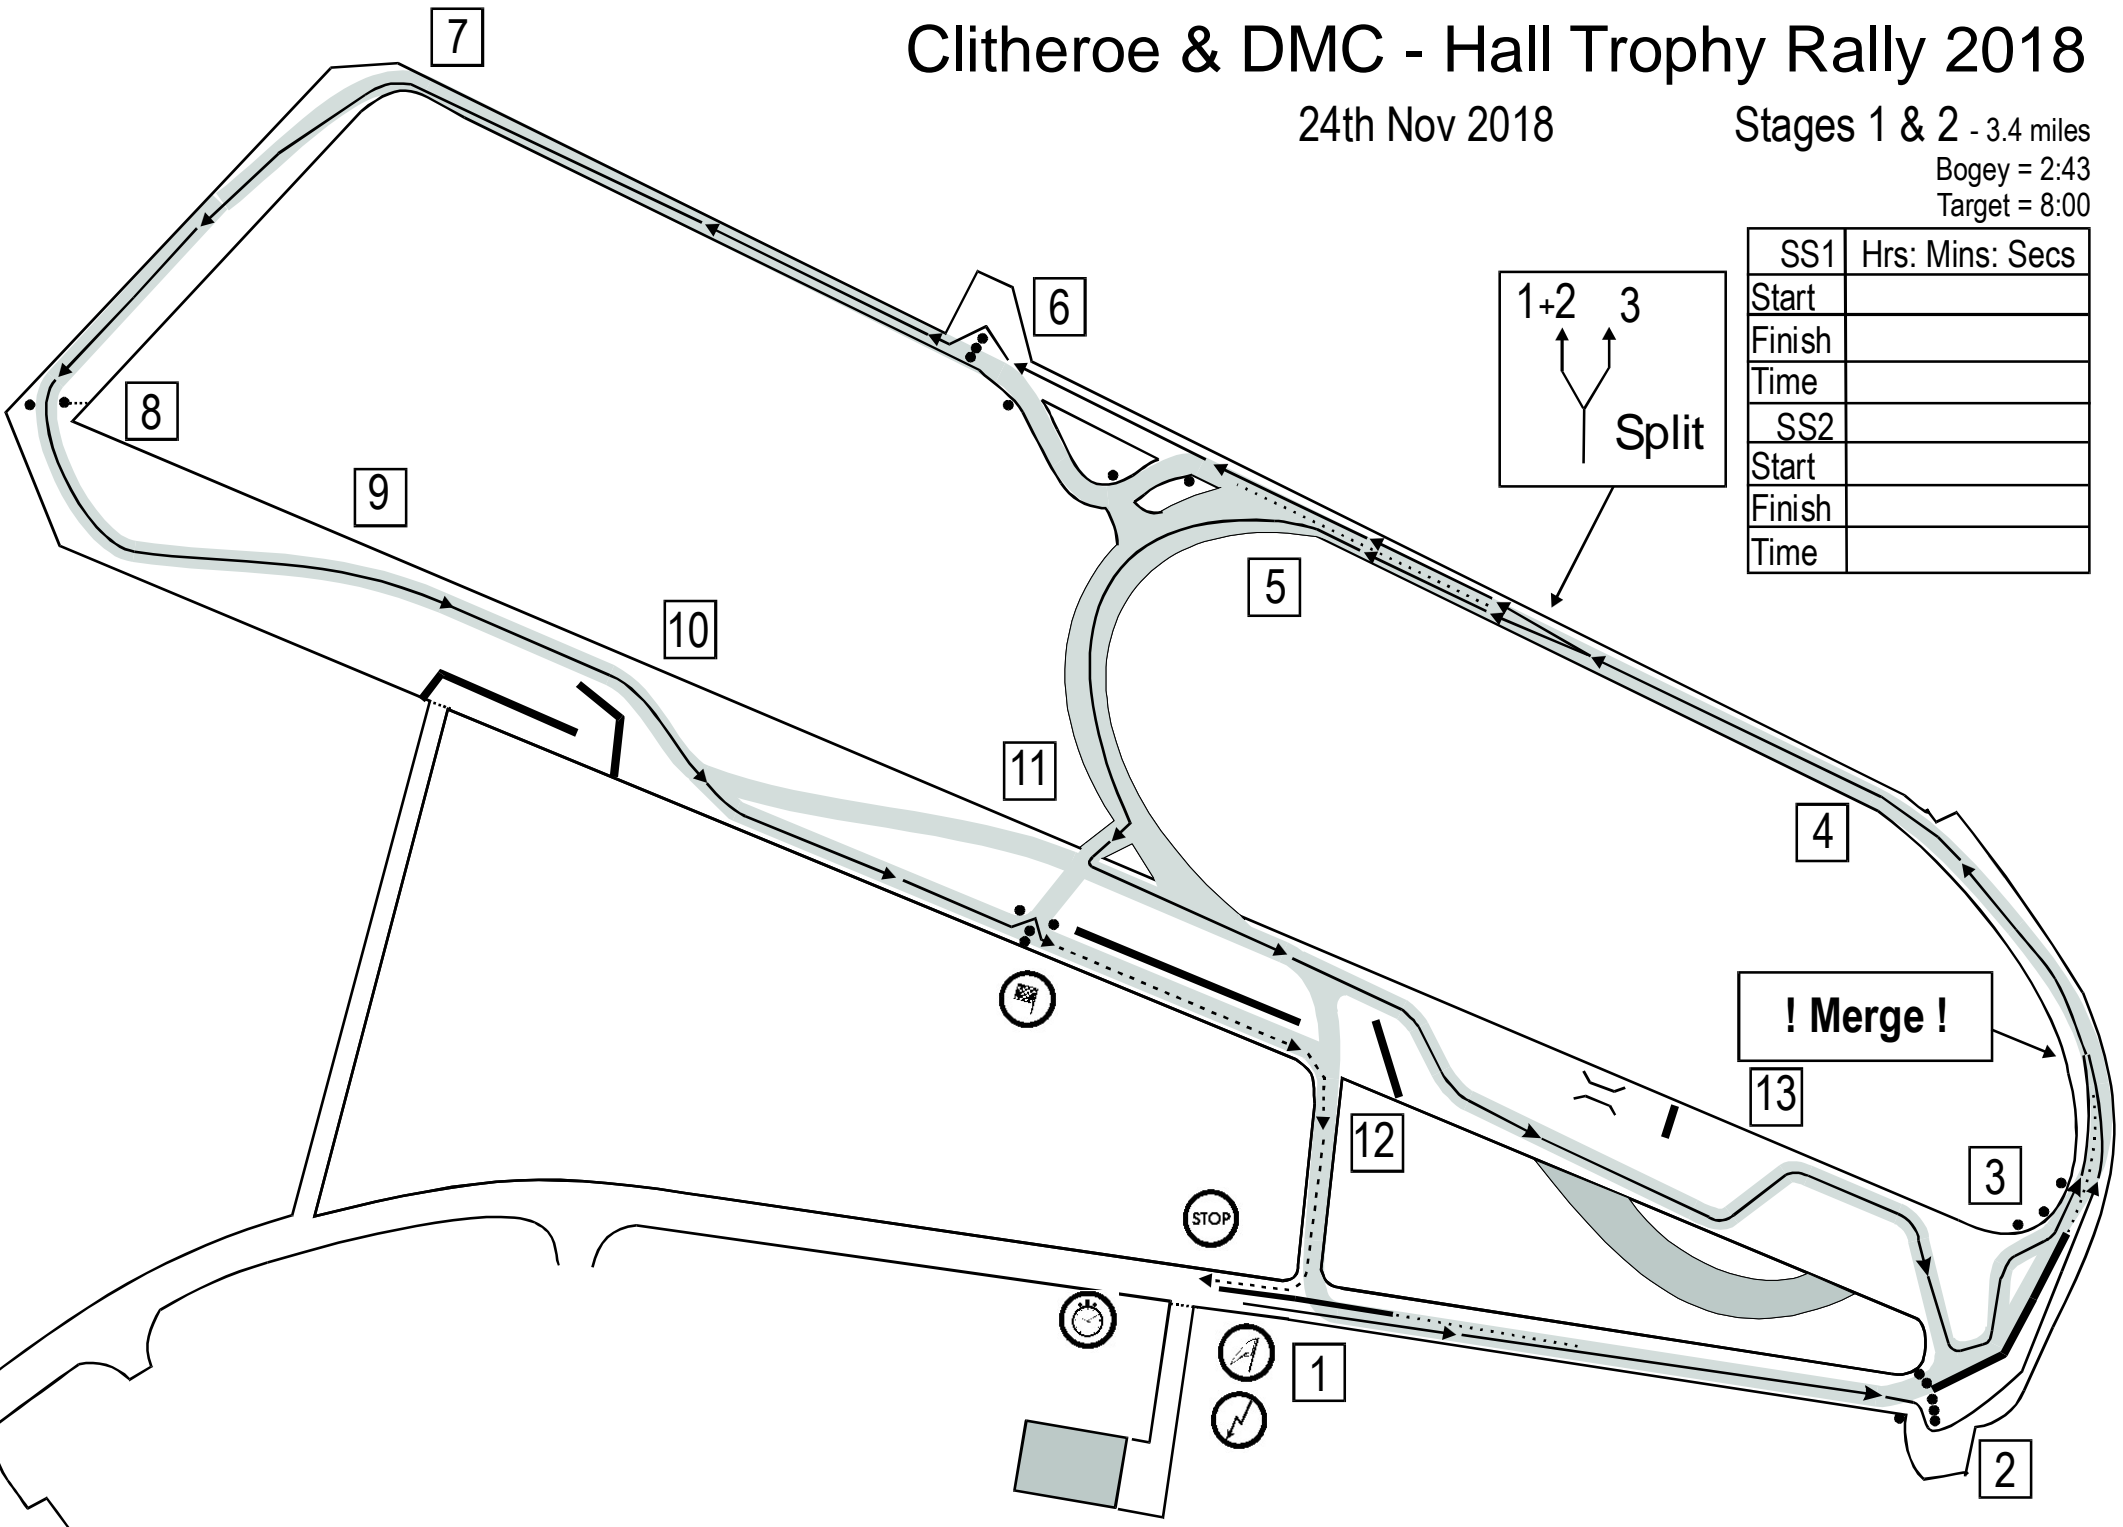 Clitheroe & DMC - Hall Trophy Rally 2018
24th Nov 2018
Stages 1 & 2 - 3.4 miles
Bogey = 2:43
Target = 8:00
SS1 Hrs: Mins: Secs
Start
Finish
Time
SS2
Start
Finish
Time
1+2 3
Split
7
6
8
9
5
10
11
4
! Merge !
13
12
3
STOP
1
2